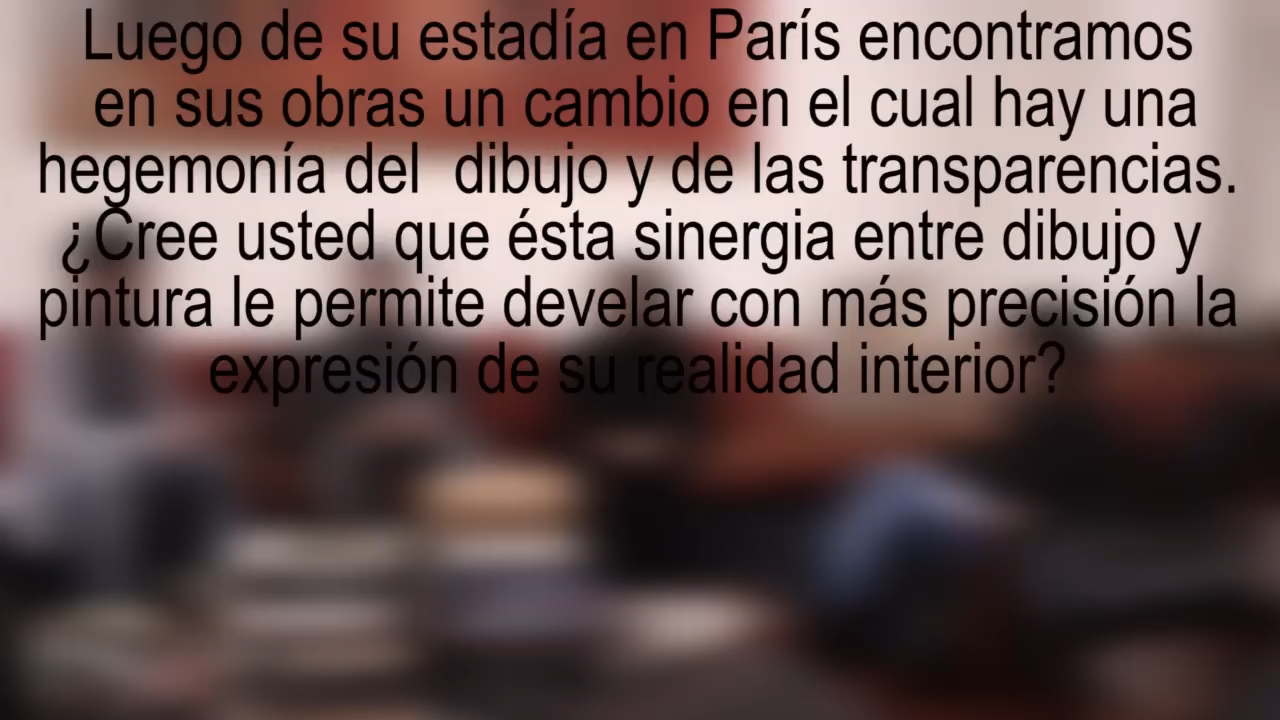 Luego de su estadía en París encontramos
en sus obras un cambio en el cual hay una
hegemonía del  dibujo y de las transparencias.
¿Cree usted que ésta sinergia entre dibujo y
pintura le permite develar con más precisión la
expresión de su realidad interior?